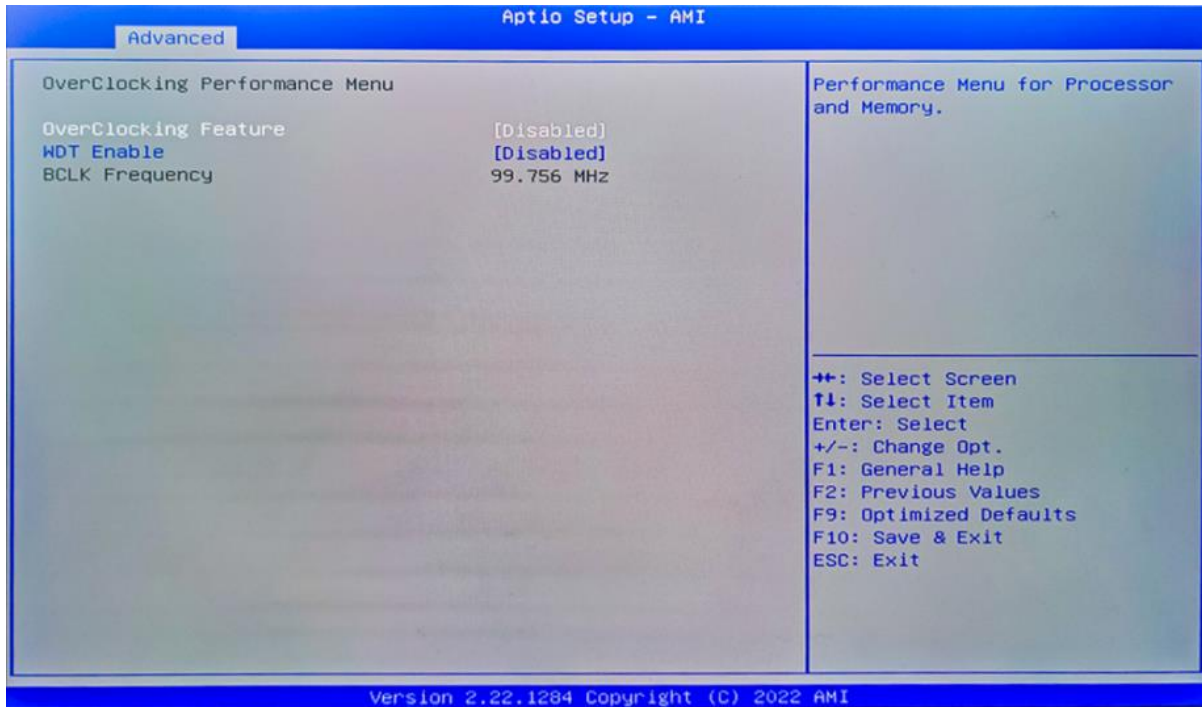 Aptio Setup - AMI
Advanced
OverClocking Performance Menu
OverClocking Feature [Disabled]
WDT Enable [Disabled]
BCLK Frequency 99.756 MHz
Performance Menu for Processor
and Memory.
→←: Select Screen
↑↓: Select Item
Enter: Select
+/-: Change Opt.
F1: General Help
F2: Previous Values
F9: Optimized Defaults
F10: Save & Exit
ESC: Exit
Version 2.22.1284 Copyright (C) 2022 AMI